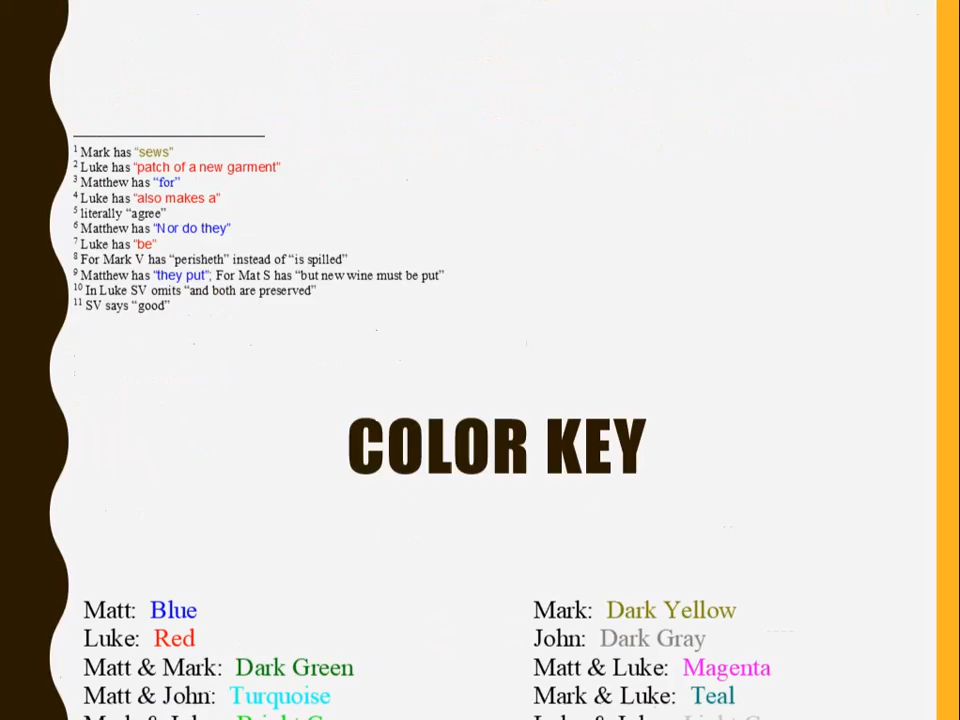 1 Mark has “sews”
2 Luke has “patch of a new garment”
3 Matthew has “for”
4 Luke has “also makes a”
5 literally “agree”
6 Matthew has “Nor do they”
7 Luke has “be”
8 For Mark V has “perisheth” instead of “is spilled”
9 Matthew has “they put”; For Mat S has “but new wine must be put”
10 In Luke SV omits “and both are preserved”
11 SV says “good”
COLOR KEY
Matt: Blue
Mark: Dark Yellow
Luke: Red
John: Dark Gray
Matt & Mark: Dark Green
Matt & Luke: Magenta
Matt & John: Turquoise
Mark & Luke: Teal